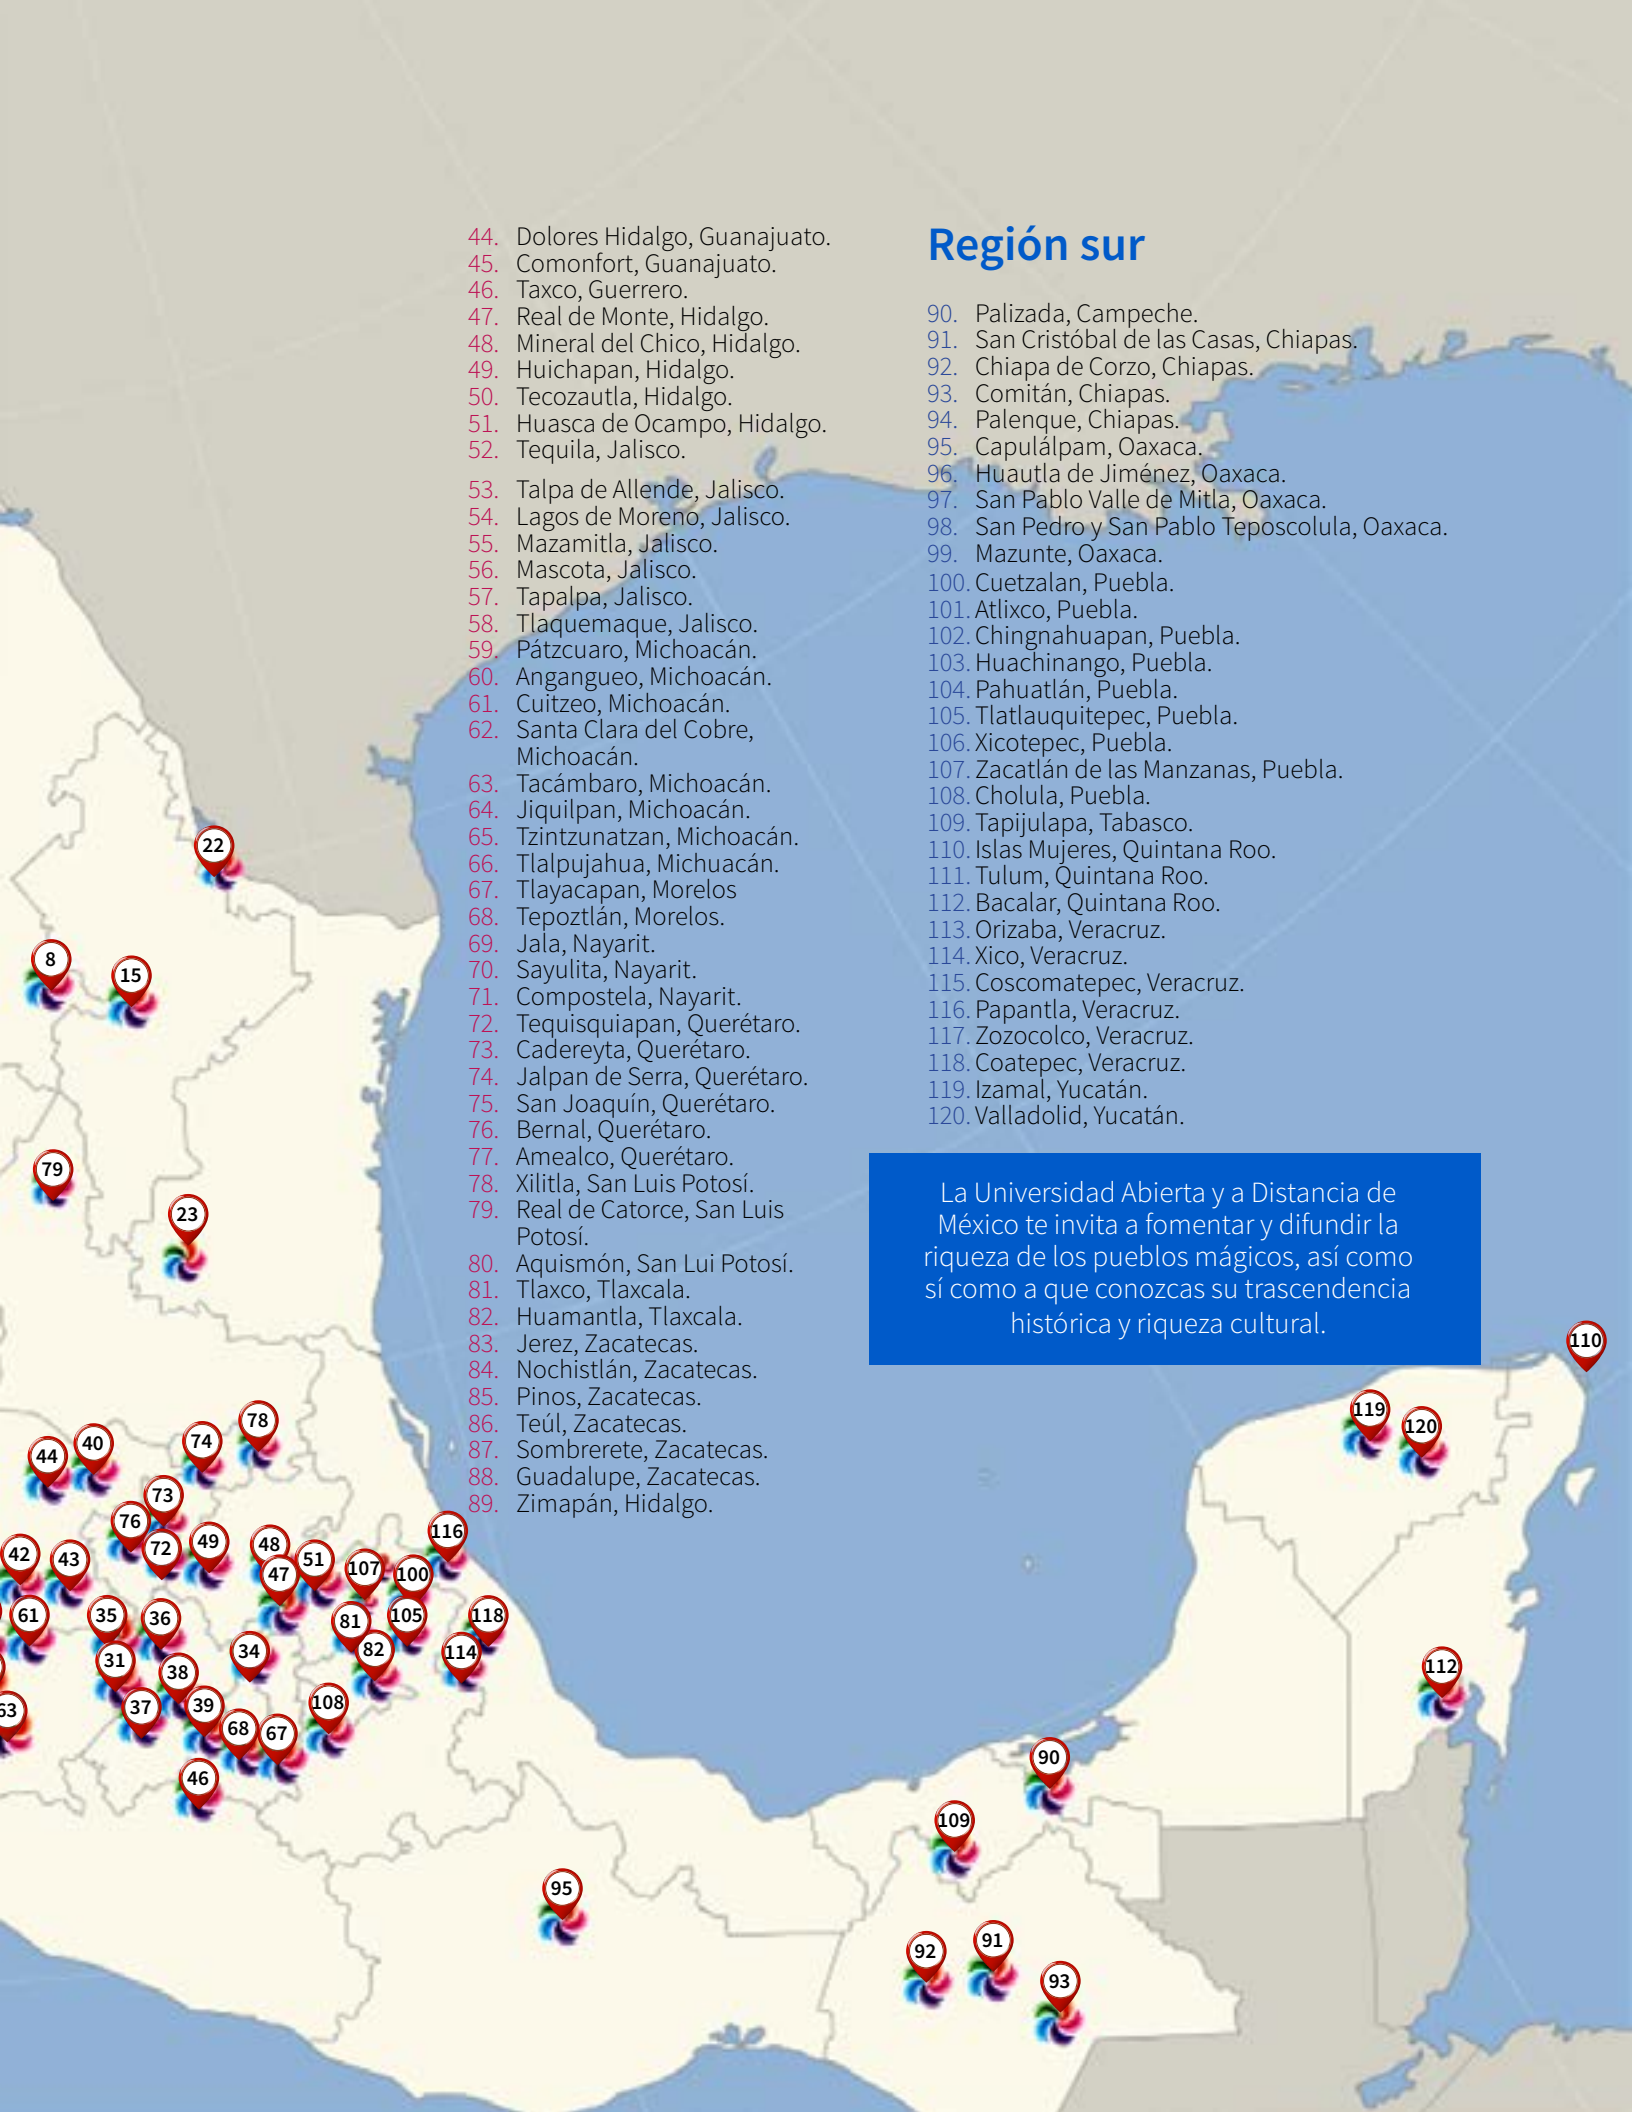 44. Dolores Hidalgo, Guanajuato.
45. Comonfort, Guanajuato.
46. Taxco, Guerrero.
47. Real de Monte, Hidalgo.
48. Mineral del Chico, Hidalgo.
49. Huichapan, Hidalgo.
50. Tecozautla, Hidalgo.
51. Huasca de Ocampo, Hidalgo.
52. Tequila, Jalisco.
53. Talpa de Allende, Jalisco.
54. Lagos de Moreno, Jalisco.
55. Mazamitla, Jalisco.
56. Mascota, Jalisco.
57. Tapalpa, Jalisco.
58. Tlaquemaque, Jalisco.
59. Pátzcuaro, Michoacán.
60. Angangueo, Michoacán.
61. Cuitzeo, Michoacán.
62. Santa Clara del Cobre,
Michoacán.
63. Tacámbaro, Michoacán.
64. Jiquilpan, Michoacán.
65. Tzintzunatzan, Michoacán.
66. Tlalpujahua, Michuacán.
67. Tlayacapan, Morelos
68. Tepoztlán, Morelos.
69. Jala, Nayarit.
70. Sayulita, Nayarit.
71. Compostela, Nayarit.
72. Tequisquiapan, Querétaro.
73. Cadereyta, Querétaro.
74. Jalpan de Serra, Querétaro.
75. San Joaquín, Querétaro.
76. Bernal, Querétaro.
77. Amealco, Querétaro.
78. Xilitla, San Luis Potosí.
79. Real de Catorce, San Luis
Potosí.
80. Aquismón, San Lui Potosí.
81. Tlaxco, Tlaxcala.
82. Huamantla, Tlaxcala.
83. Jerez, Zacatecas.
84. Nochistlán, Zacatecas.
85. Pinos, Zacatecas.
86. Teúl, Zacatecas.
87. Sombrerete, Zacatecas.
88. Guadalupe, Zacatecas.
89. Zimapán, Hidalgo.
Región sur
90. Palizada, Campeche.
91. San Cristóbal de las Casas, Chiapas.
92. Chiapa de Corzo, Chiapas.
93. Comitán, Chiapas.
94. Palenque, Chiapas.
95. Capulálpam, Oaxaca.
96. Huautla de Jiménez, Oaxaca.
97. San Pablo Valle de Mitla, Oaxaca.
98. San Pedro y San Pablo Teposcolula, Oaxaca.
99. Mazunte, Oaxaca.
100. Cuetzalan, Puebla.
101. Atlixco, Puebla.
102. Chingnahuapan, Puebla.
103. Huachinango, Puebla.
104. Pahuatlán, Puebla.
105. Tlatlauquitepec, Puebla.
106. Xicotepec, Puebla.
107. Zacatlán de las Manzanas, Puebla.
108. Cholula, Puebla.
109. Tapijulapa, Tabasco.
110. Islas Mujeres, Quintana Roo.
111. Tulum, Quintana Roo.
112. Bacalar, Quintana Roo.
113. Orizaba, Veracruz.
114. Xico, Veracruz.
115. Coscomatepec, Veracruz.
116. Papantla, Veracruz.
117. Zozocolco, Veracruz.
118. Coatepec, Veracruz.
119. Izamal, Yucatán.
120. Valladolid, Yucatán.
La Universidad Abierta y a Distancia de
México te invita a fomentar y difundir la
riqueza de los pueblos mágicos, así como
sí como a que conozcas su trascendencia
histórica y riqueza cultural.
22
8
15
79
23
110
119
120
78
74
40
44
73
76
72
49
48
47
51
107
100
116
42
43
61
35
36
81
105
118
82
114
34
31
38
37
39
68
67
108
63
46
112
90
109
95
92
91
93